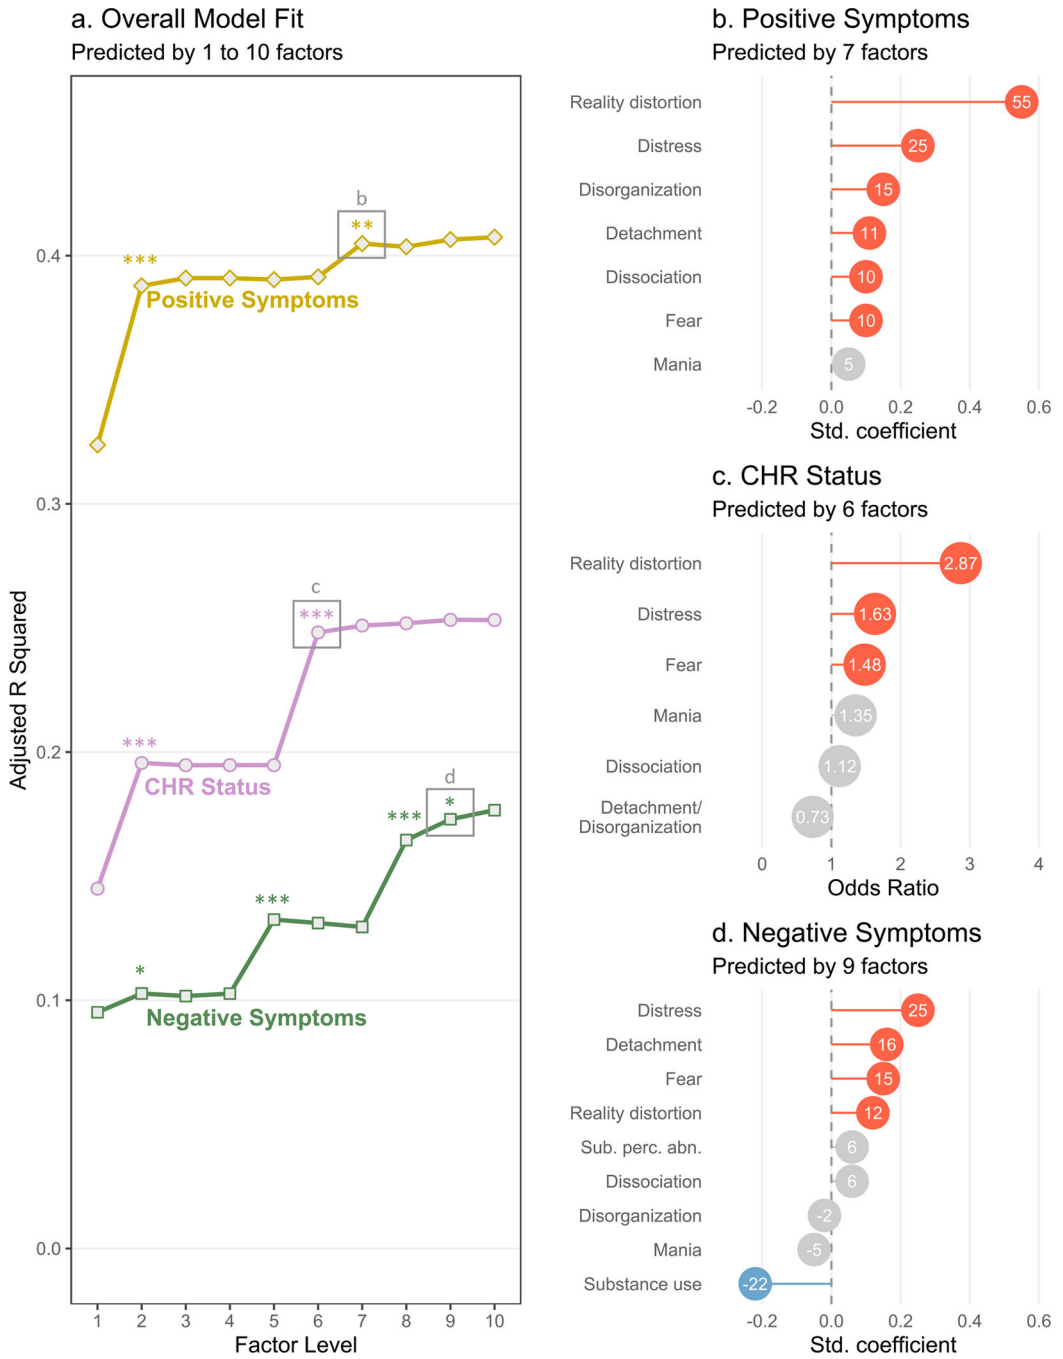 a. Overall Model Fit
Predicted by 1 to 10 factors
Adjusted R Squared
0.4
0.3
0.2
0.1
0.0
b
**
***
Positive Symptoms
c
***
***
CHR Status
d
*
***
***
*
Negative Symptoms
1 2 3 4 5 6 7 8 9 10
Factor Level
b. Positive Symptoms
Predicted by 7 factors
Reality distortion 55
Distress 25
Disorganization 15
Detachment 11
Dissociation 10
Fear 10
Mania 5
-0.2 0.0 0.2 0.4 0.6
Std. coefficient
c. CHR Status
Predicted by 6 factors
Reality distortion 2.87
Distress 1.63
Fear 1.48
Mania 1.35
Dissociation 1.12
Detachment/
Disorganization 0.73
0 1 2 3 4
Odds Ratio
d. Negative Symptoms
Predicted by 9 factors
Distress 25
Detachment 16
Fear 15
Reality distortion 12
Sub. perc. abn. 6
Dissociation 6
Disorganization -2
Mania -5
Substance use -22
-0.2 0.0 0.2 0.4 0.6
Std. coefficient